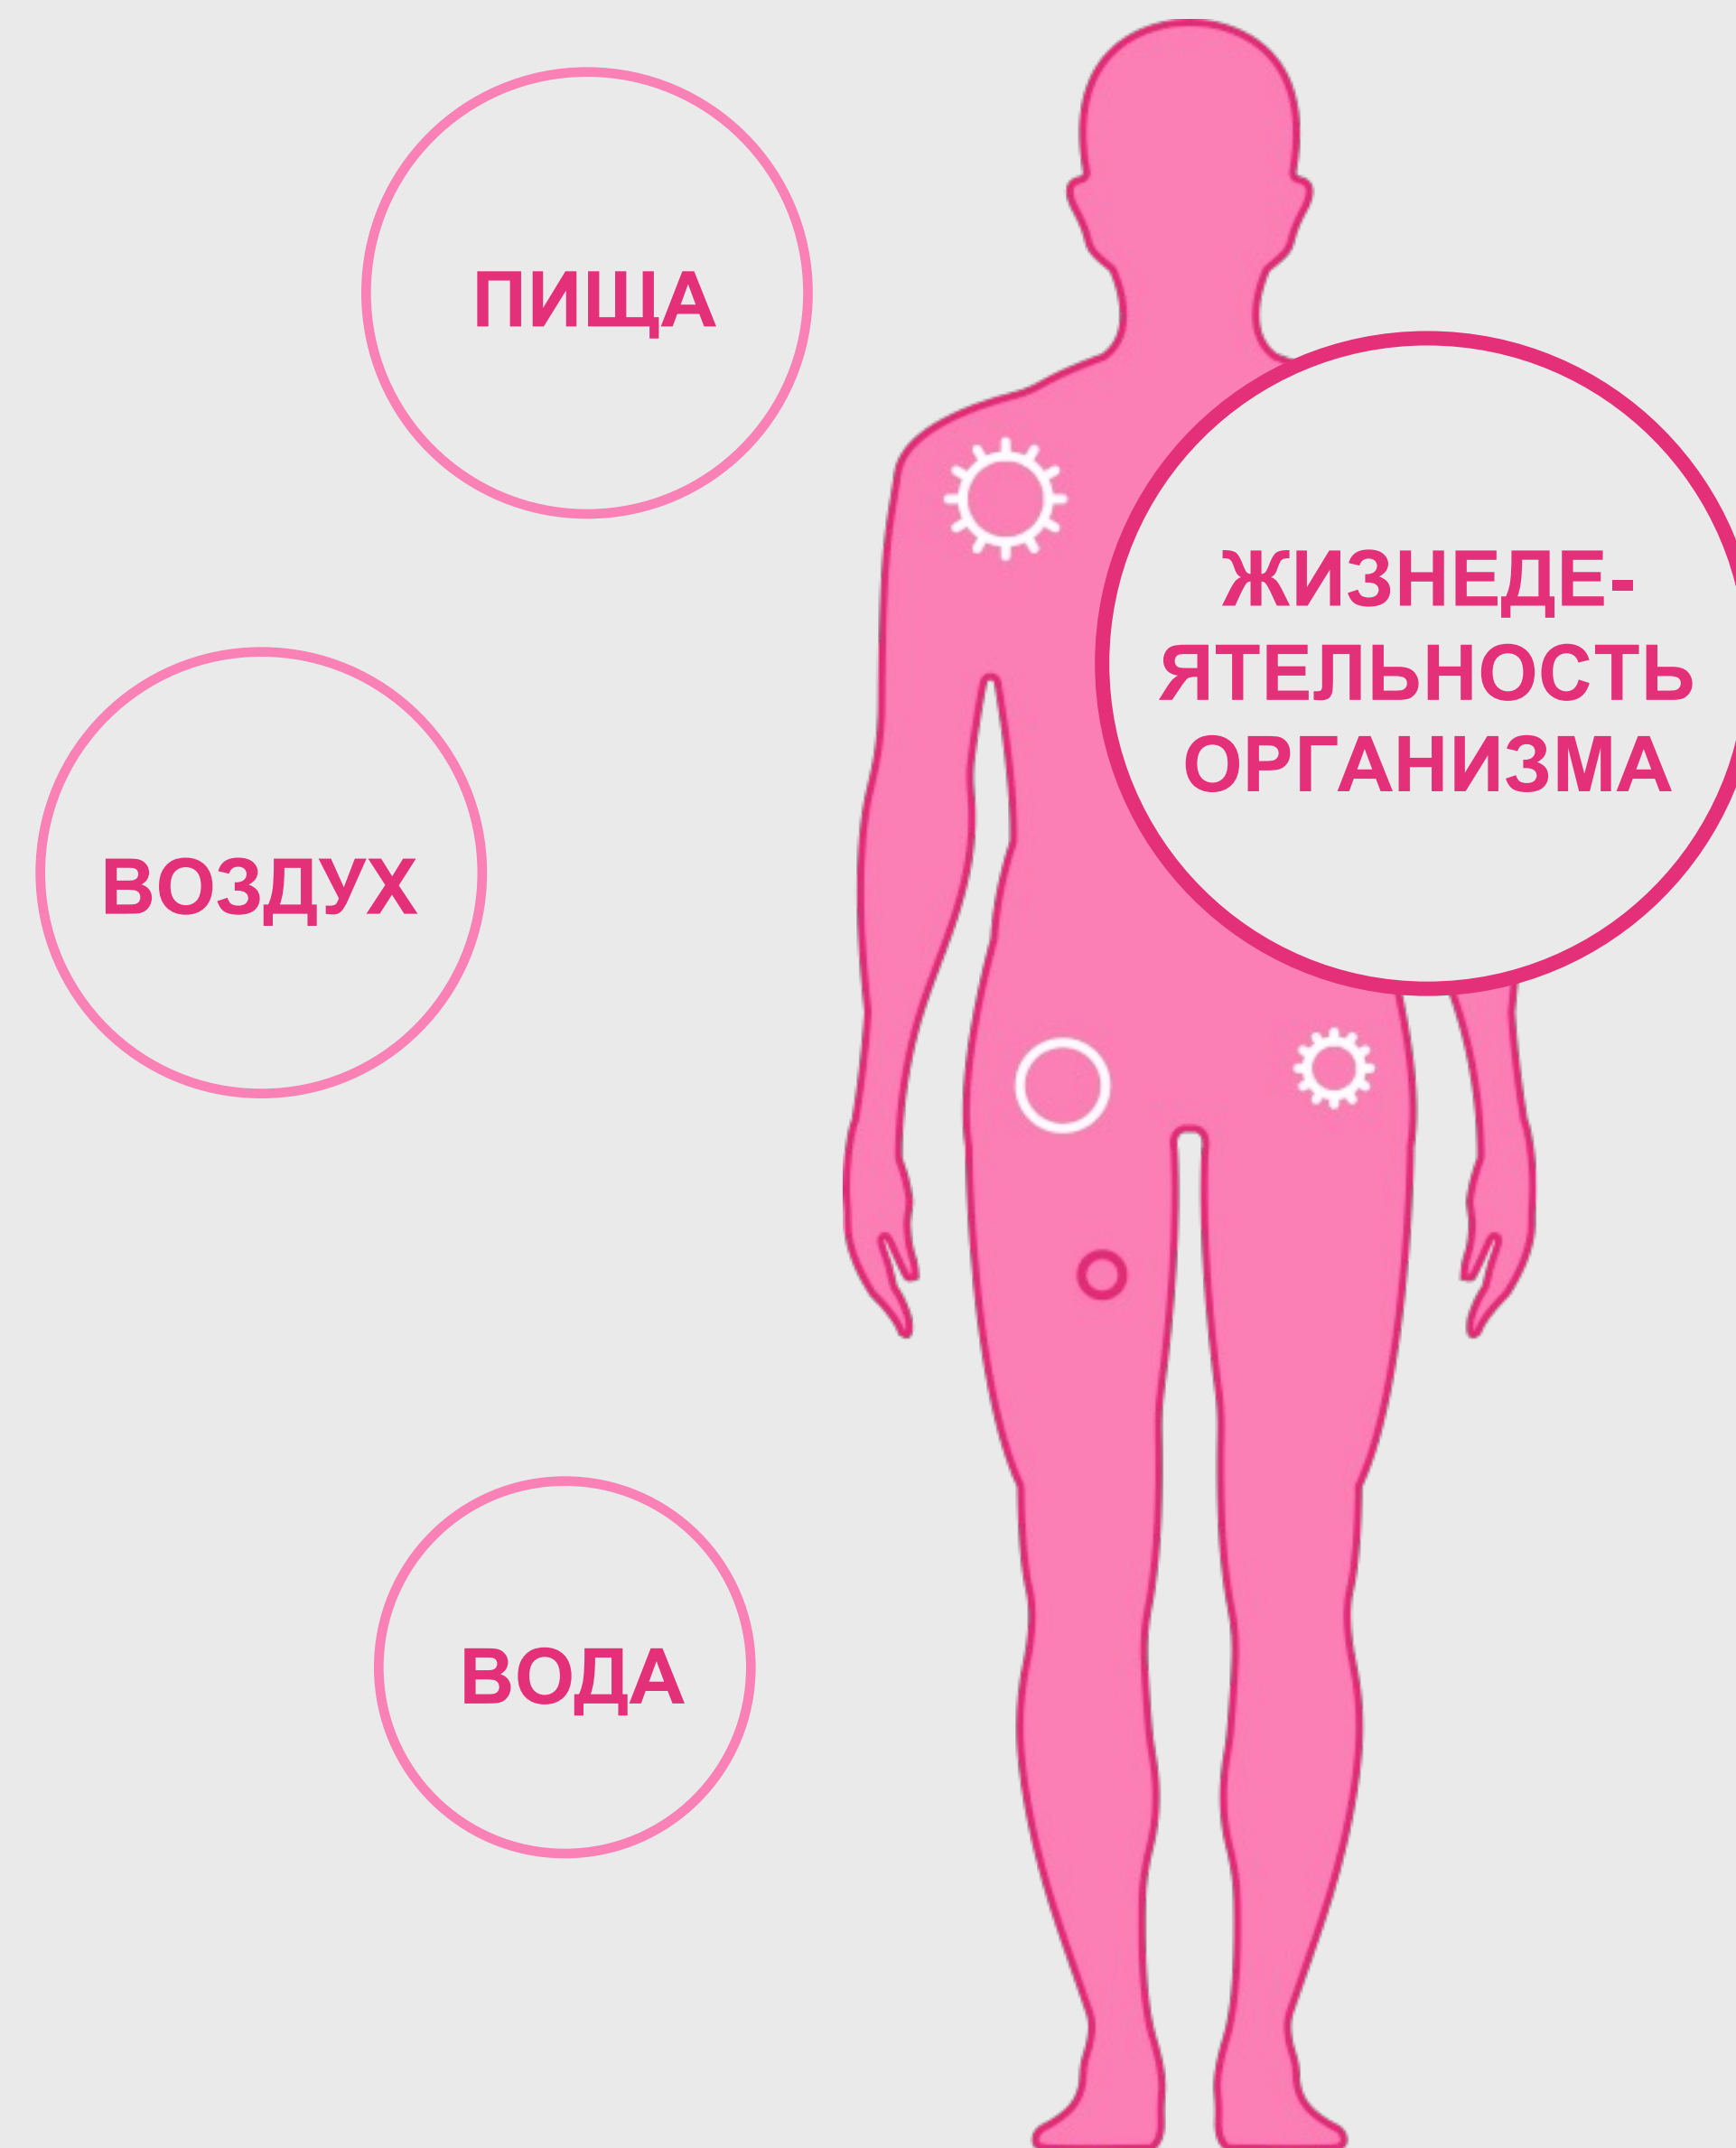 ПИЩА
ЖИЗНЕДЕ-
ЯТЕЛЬНОСТЬ
ОРГАНИЗМА
ВОЗДУХ
ВОДА